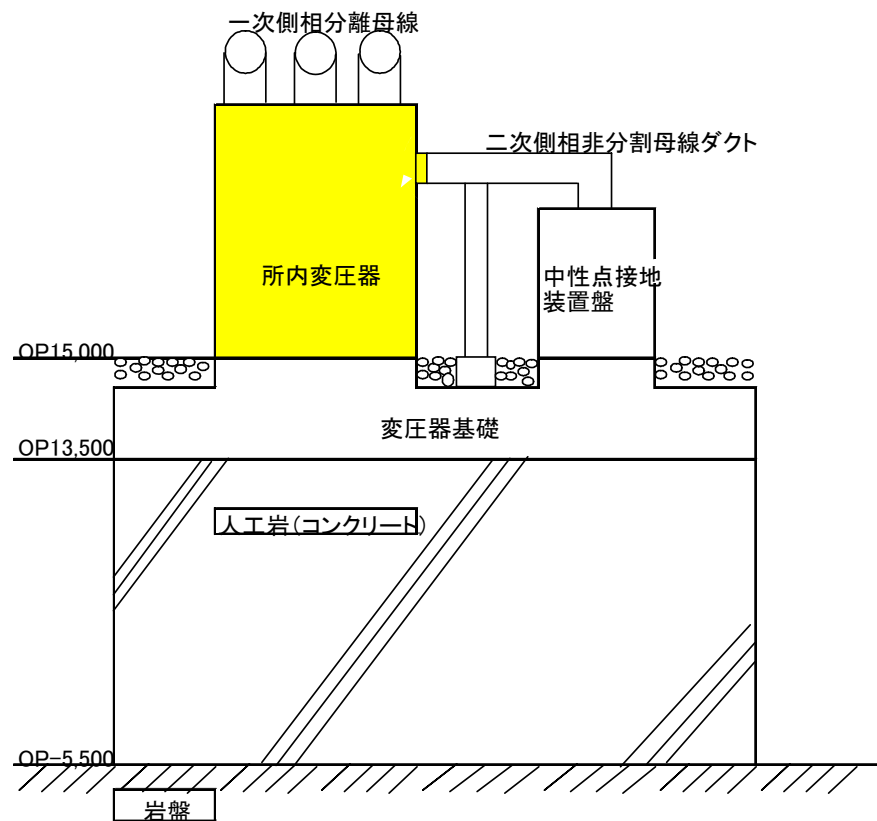 一次側相分離母線
二次側相非分割母線ダクト
所内変圧器
中性点接地
装置盤
OP15,000
変圧器基礎
OP13,500
人工岩(コンクリート)
OP-5,500
岩盤